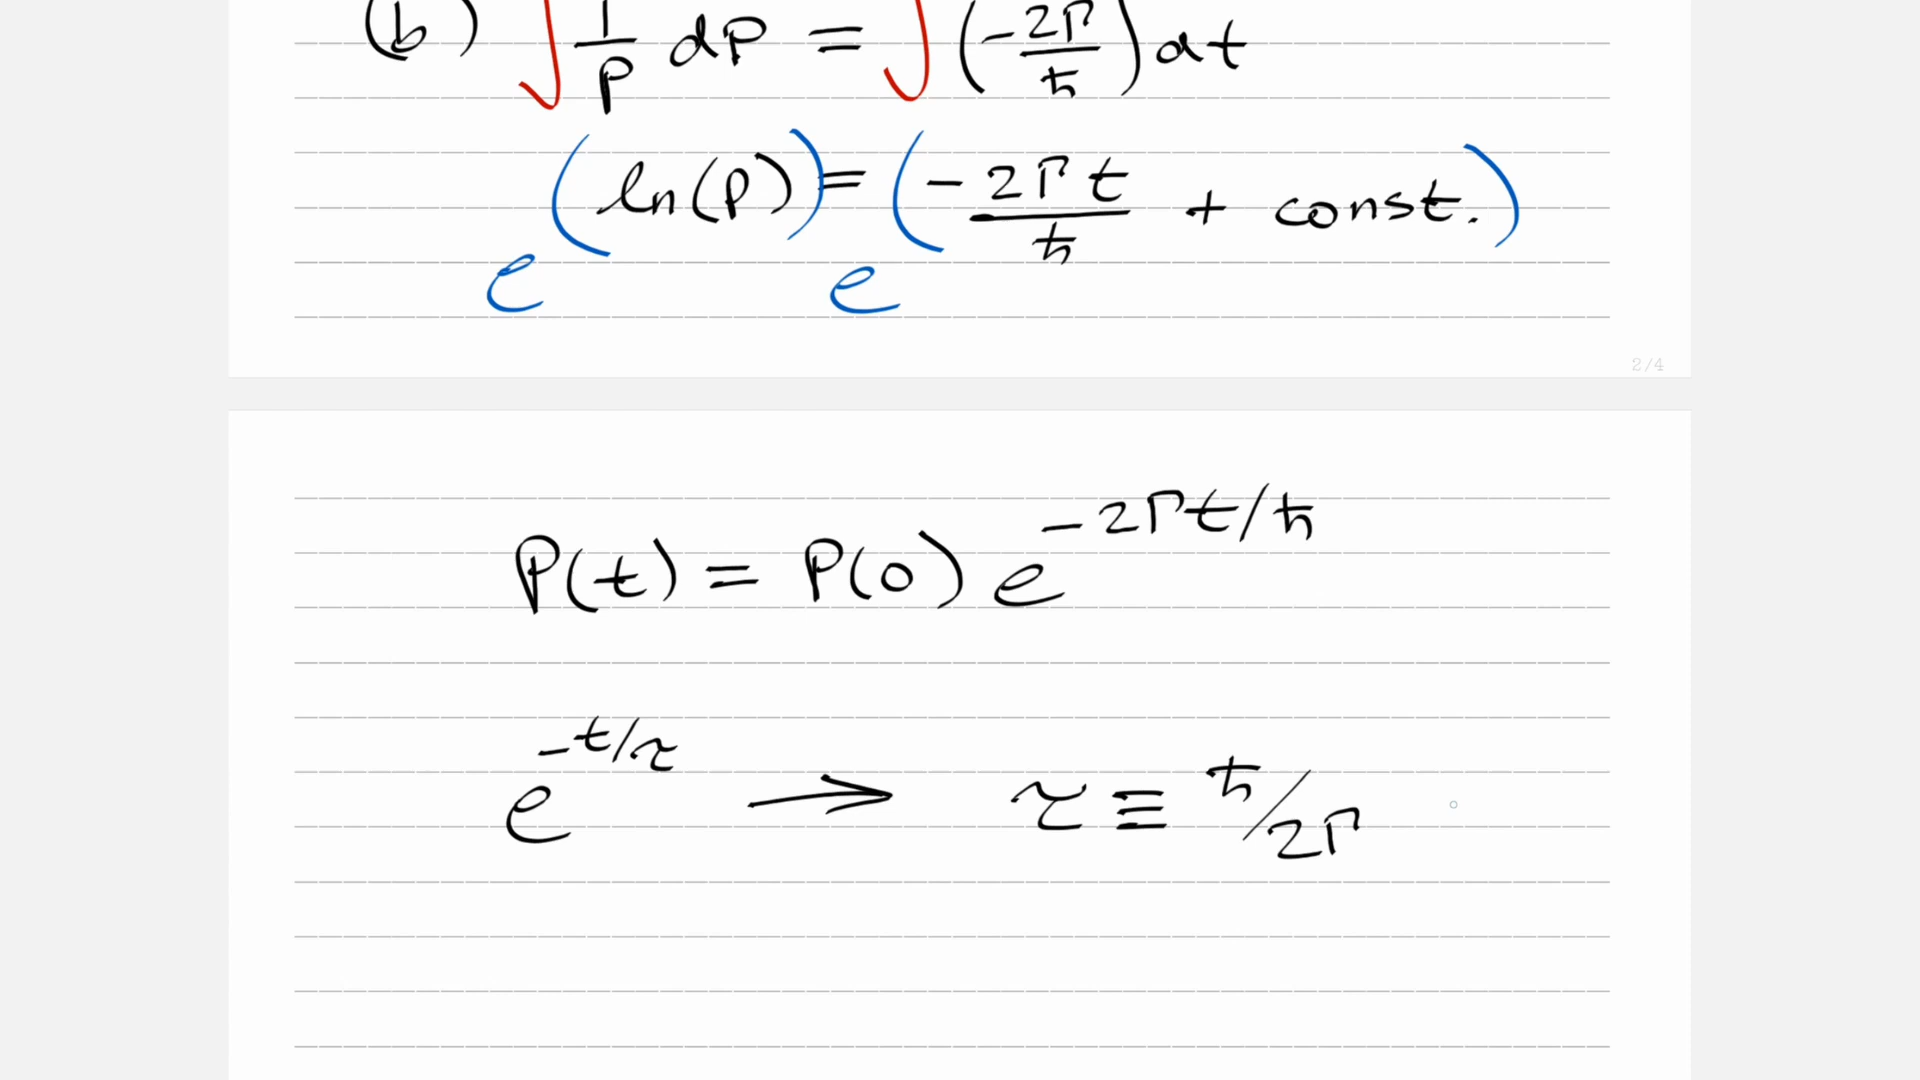 (b) ∫ 1/P dP = ∫ (-2Γ/ħ) dt
e^(ln(P)) = e^(-2Γt/ħ + const.)
2/4
P(t) = P(0) e^(-2Γt/ħ)
e^(-t/τ) → τ ≡ ħ/2Γ